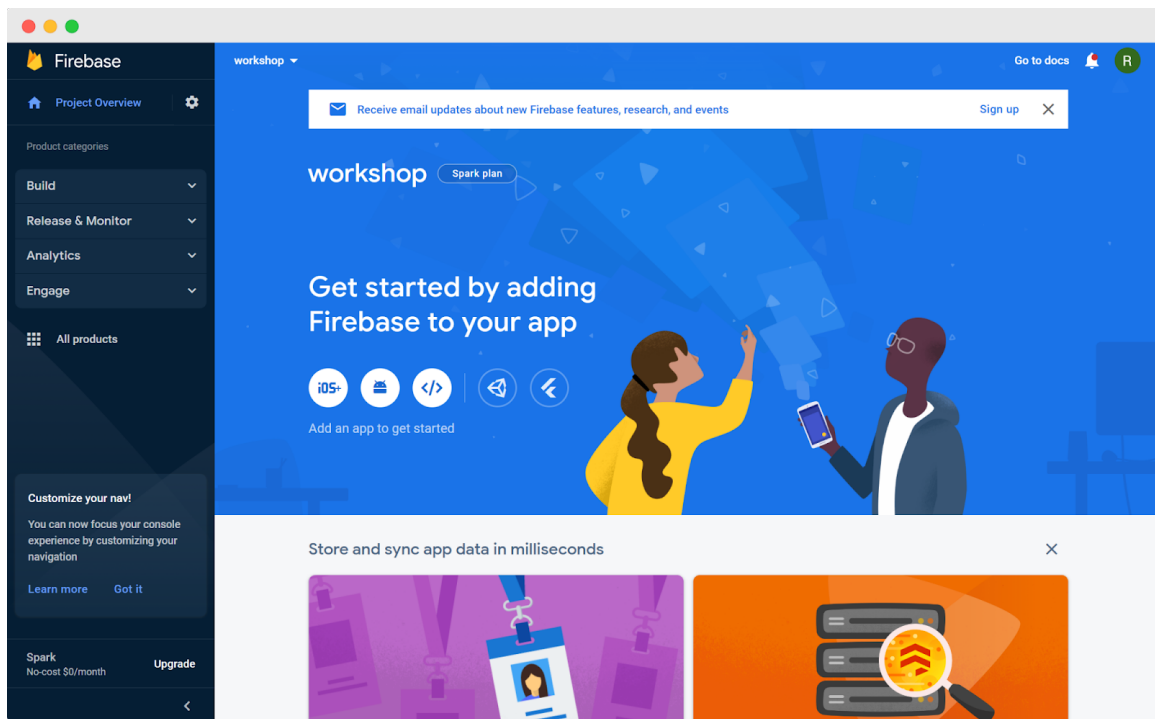 Firebase
Project Overview
Product categories
Build
Release & Monitor
Analytics
Engage
All products
Customize your nav!
You can now focus your console
experience by customizing your
navigation
Learn more Got it
Spark
No-cost $0/month
Upgrade
workshop
Go to docs
R
Receive email updates about new Firebase features, research, and events
Sign up
workshop
Spark plan
Get started by adding
Firebase to your app
iOS+
</>
Add an app to get started
Store and sync app data in milliseconds